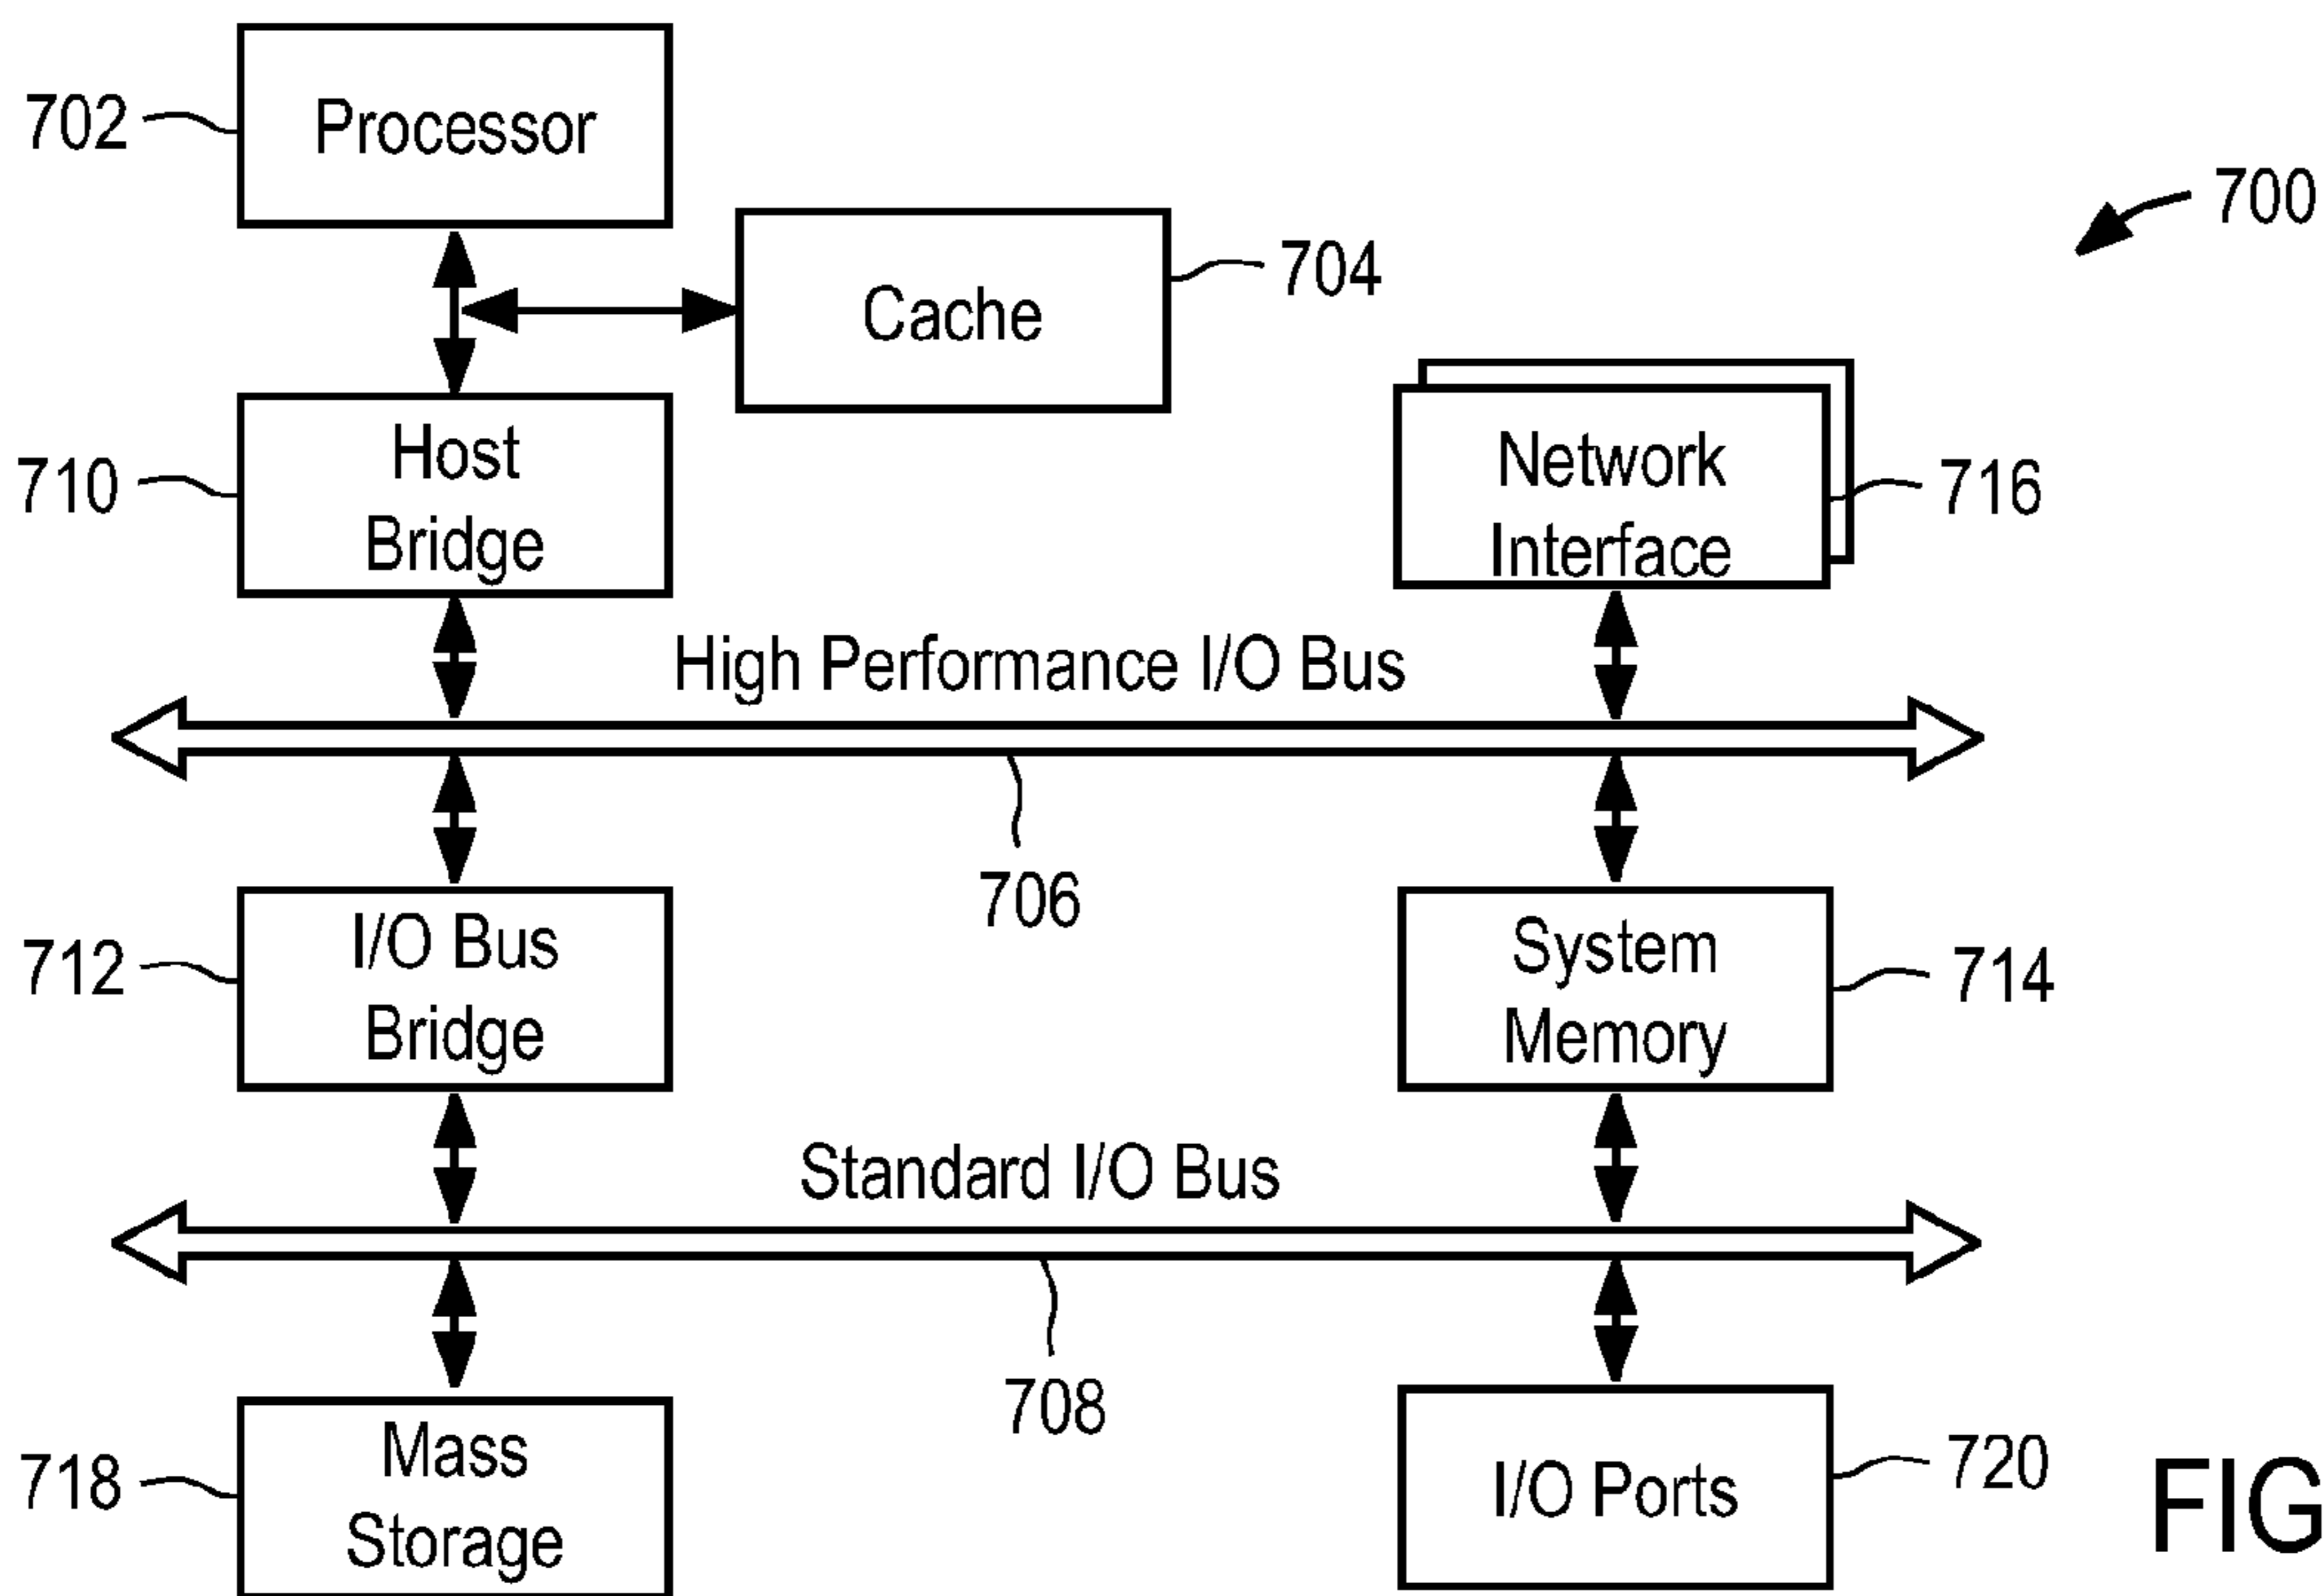 702
Processor
700
704
Cache
710
Host
Bridge
Network
Interface
716
High Performance I/O Bus
706
712
I/O Bus
Bridge
System
Memory
714
Standard I/O Bus
708
718
Mass
Storage
I/O Ports
720
FIG